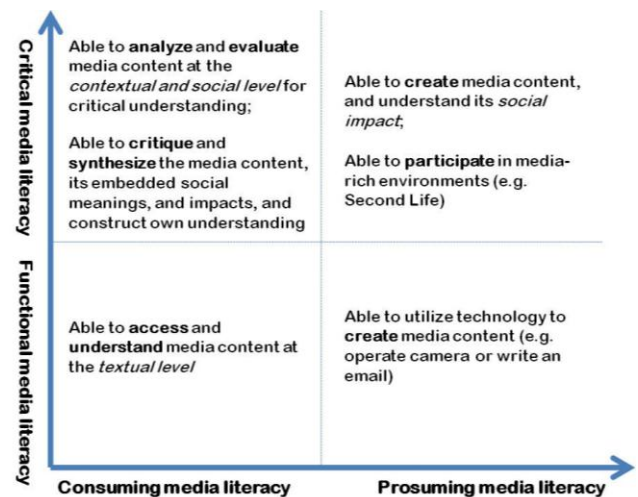 Critical media literacy
Able to analyze and evaluate
media content at the
contextual and social level for
critical understanding;
Able to critique and
synthesize the media content,
its embedded social
meanings, and impacts, and
construct own understanding
Able to create media content,
and understand its social
impact;
Able to participate in media-
rich environments (e.g.
Second Life)
Functional media literacy
Able to access and
understand media content at
the textual level
Able to utilize technology to
create media content (e.g.
operate camera or write an
email)
Consuming media literacy
Prosuming media literacy